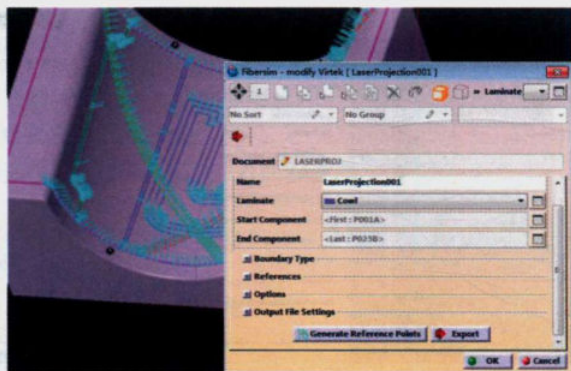 Fibersim - modify Virtek [ LaserProjection001 ]
» Laminate
No Sort No Group
Document LASERPROJ
Name LaserProjection001
Laminate Cowl
Start Component <First : P001A>
End Component <Last : P025B>
Boundary Type
References
Options
Output File Settings
Generate Reference Points Export
OK Cancel